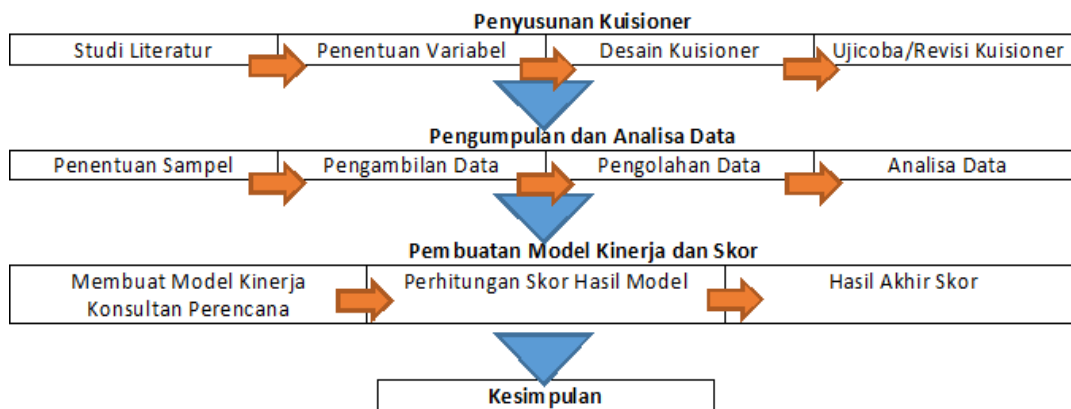 Penyusunan Kuisioner
Studi Literatur
Penentuan Variabel
Desain Kuisioner
Ujicoba/Revisi Kuisioner
Pengumpulan dan Analisa Data
Penentuan Sampel
Pengambilan Data
Pengolahan Data
Analisa Data
Pembuatan Model Kinerja dan Skor
Membuat Model Kinerja
Konsultan Perencana
Perhitungan Skor Hasil Model
Hasil Akhir Skor
Kesimpulan